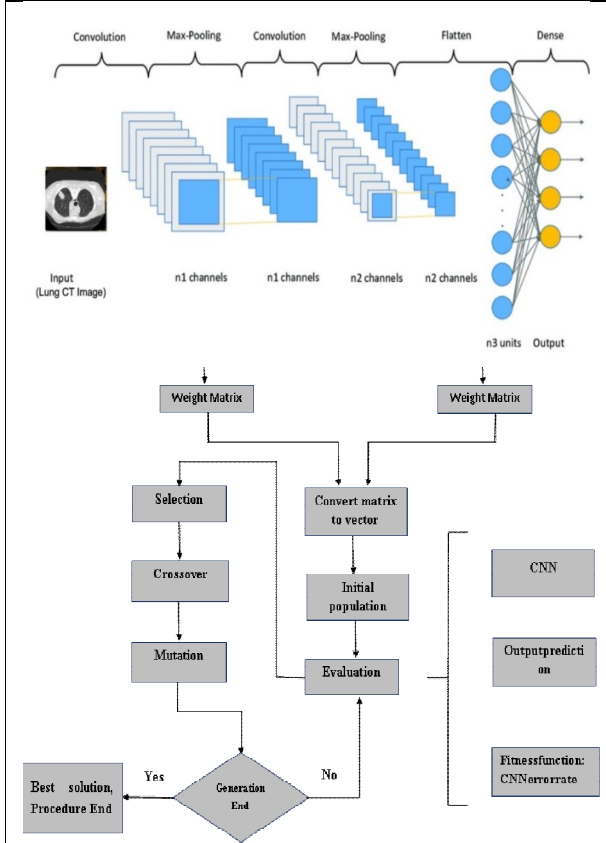 Convolution Max-Pooling Convolution Max-Pooling Flatten Dense
Input
(Lung CT Image)
n1 channels n1 channels n2 channels n2 channels
n3 units Output
Weight Matrix Weight Matrix
Selection
Convert matrix
to vector
Crossover
CNN
Initial
population
Mutation
Evaluation
Outputpredicti
on
Generation
End
Yes
No
Best solution,
Procedure End
Fitnessfunction:
CNNerrorrate